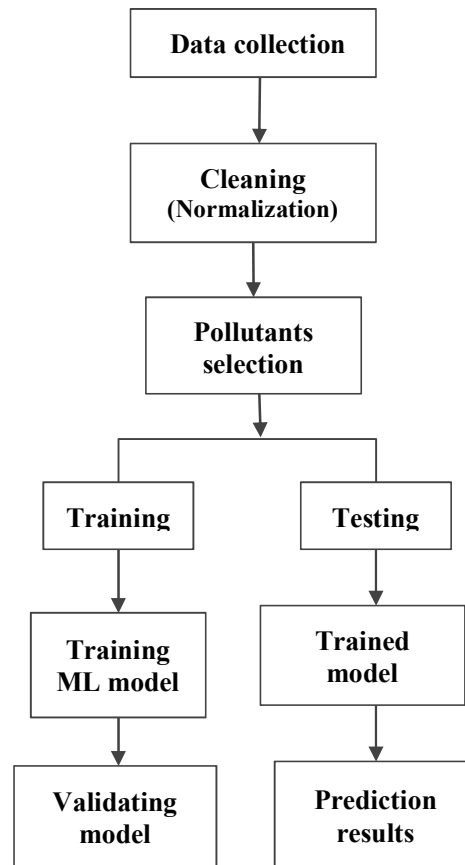 Data collection
Cleaning
(Normalization)
Pollutants
selection
Training
Testing
Training
ML model
Trained
model
Validating
model
Prediction
results